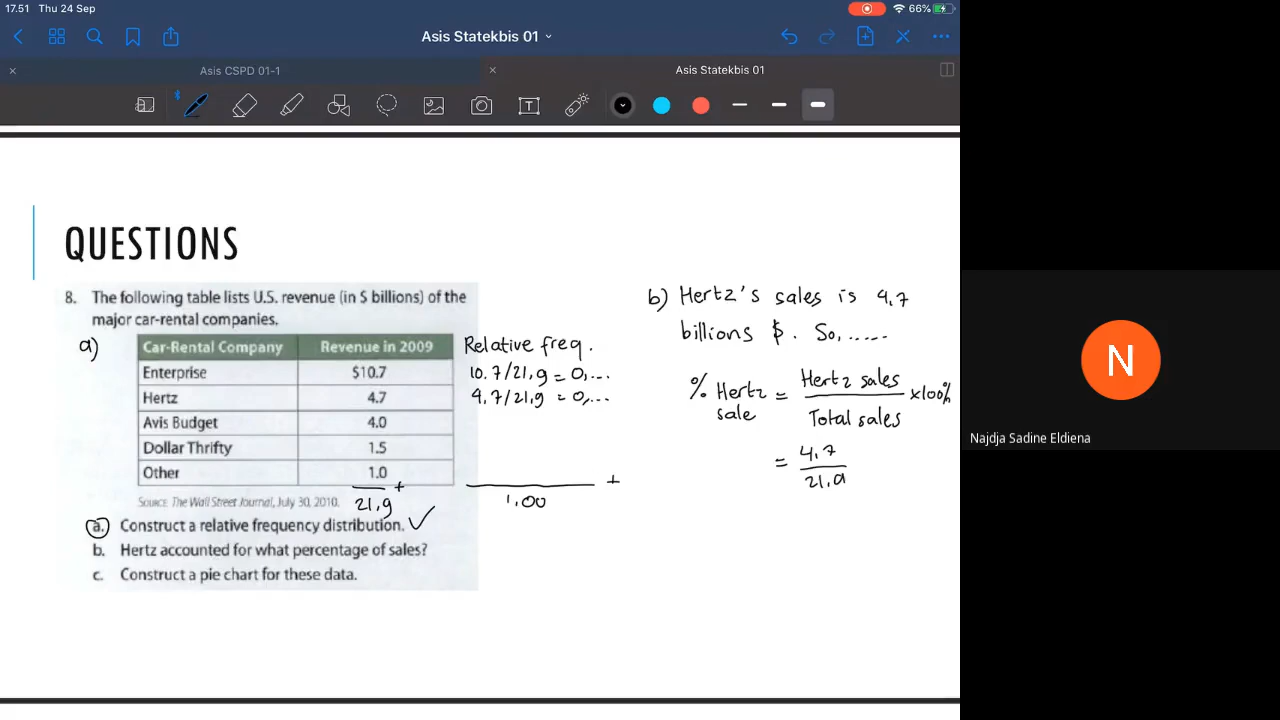 17.51 Thu 24 Sep
66%
Asis Statekbis 01
Asis CSPD 01-1
Asis Statekbis 01
T
QUESTIONS
8. The following table lists U.S. revenue (in $ billions) of the
major car-rental companies.
a)
Car-Rental Company Revenue in 2009 Relative freq.
Enterprise $10.7 10.7/21,9 = 0,...
Hertz 4.7 4.7/21,9 = 0,...
Avis Budget 4.0
Dollar Thrifty 1.5
Other 1.0
+ +
SOURCE: The Wall Street Journal, July 30, 2010.
21,9 1,00
a. Construct a relative frequency distribution. ✓
b. Hertz accounted for what percentage of sales?
c. Construct a pie chart for these data.
b) Hertz's sales is 4.7
billions $. So,.....
% Hertz sale = Hertz sales / Total sales ×100%
= 4,7 / 21,9
N
Najdja Sadine Eldiena